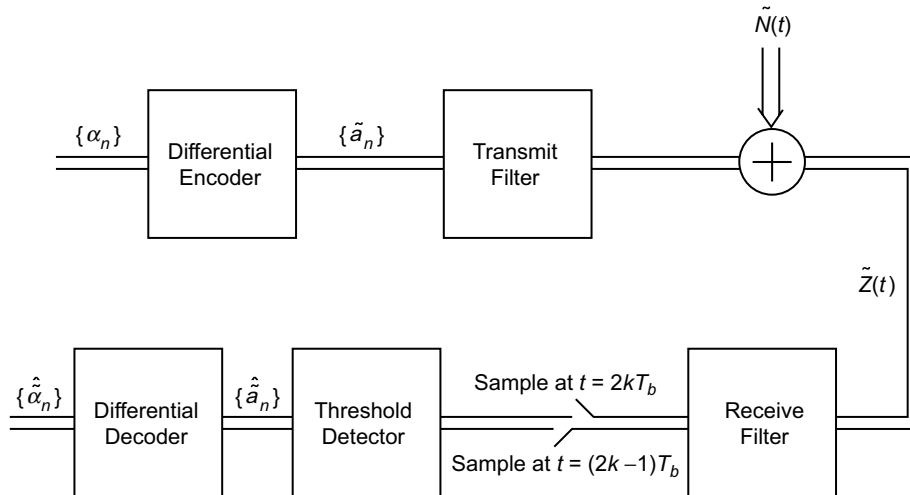 Ñ(t)
{α_n}
Differential
Encoder
{ã_n}
Transmit
Filter
Z̃(t)
{α̃̂_n}
Differential
Decoder
{ã̂_n}
Threshold
Detector
Sample at t = 2kT_b
Sample at t = (2k –1)T_b
Receive
Filter